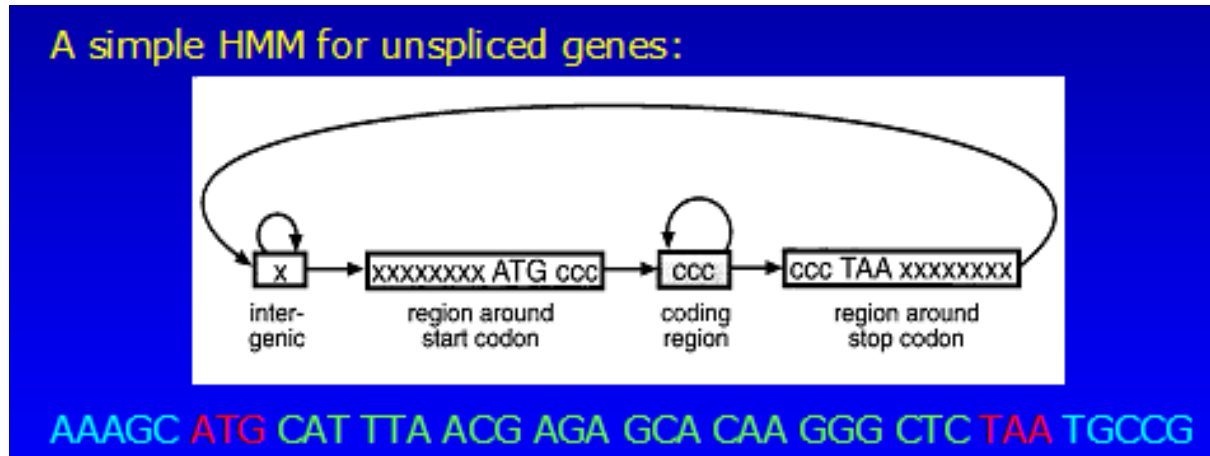 A simple HMM for unspliced genes:
x
xxxxxxxx ATG ccc
ccc
ccc TAA xxxxxxxx
inter-
genic
region around
start codon
coding
region
region around
stop codon
AAAGC ATG CAT TTA ACG AGA GCA CAA GGG CTC TAA TGCCG